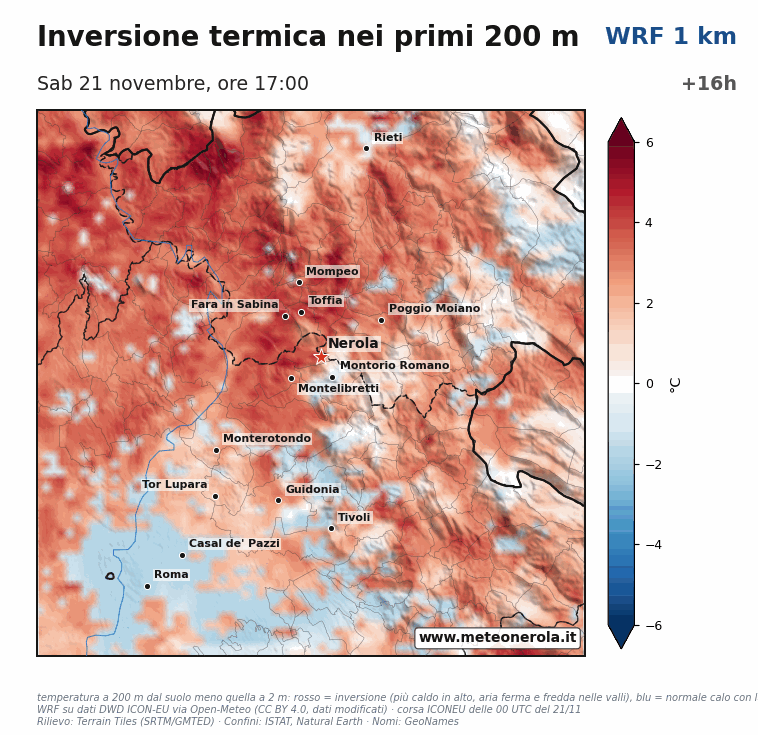 Inversione termica nei primi 200 m
WRF 1 km
Sab 21 novembre, ore 17:00
+16h
Rieti
Mompeo
Fara in Sabina
Toffia
Poggio Moiano
Nerola
Montorio Romano
Montelibretti
Monterotondo
Tor Lupara
Guidonia
Tivoli
Casal de' Pazzi
Roma
www.meteonerola.it
6
4
2
0
−2
−4
−6
°C
temperatura a 200 m dal suolo meno quella a 2 m: rosso = inversione (più caldo in alto, aria ferma e fredda nelle valli), blu = normale calo con l
WRF su dati DWD ICON-EU via Open-Meteo (CC BY 4.0, dati modificati) · corsa ICONEU delle 00 UTC del 21/11
Rilievo: Terrain Tiles (SRTM/GMTED) · Confini: ISTAT, Natural Earth · Nomi: GeoNames